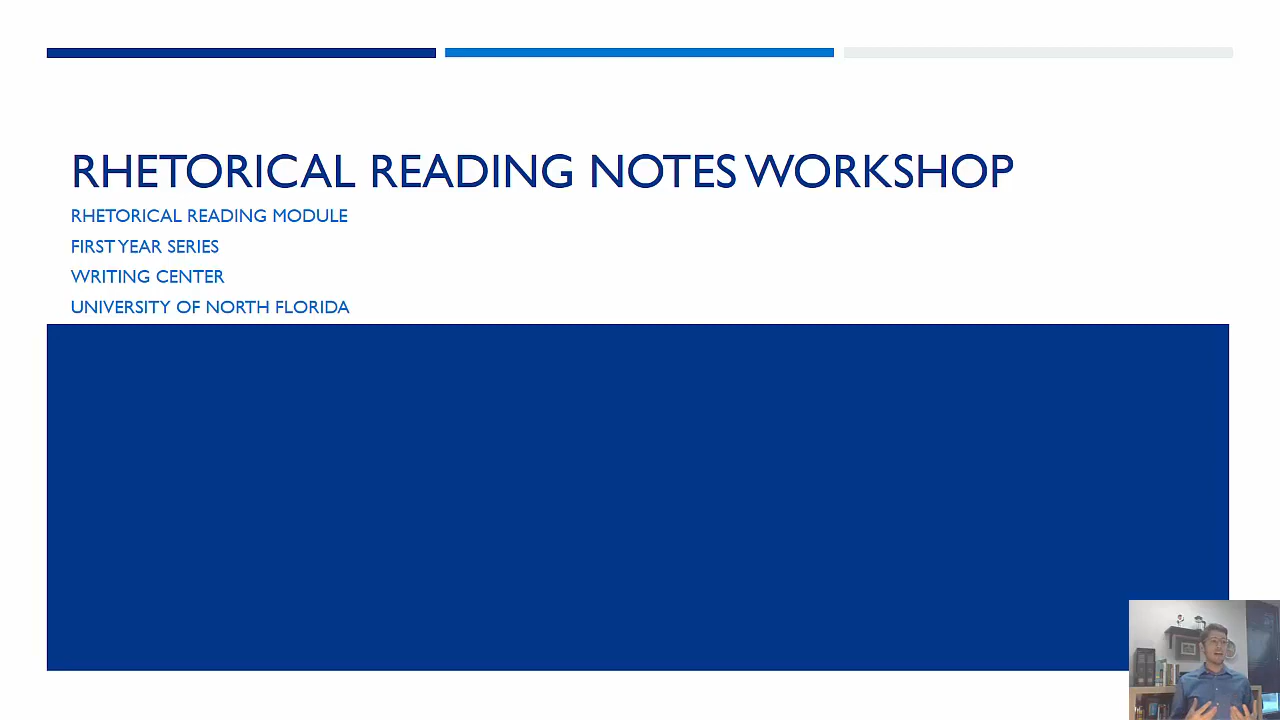 RHETORICAL READING NOTES WORKSHOP
RHETORICAL READING MODULE
FIRST YEAR SERIES
WRITING CENTER
UNIVERSITY OF NORTH FLORIDA